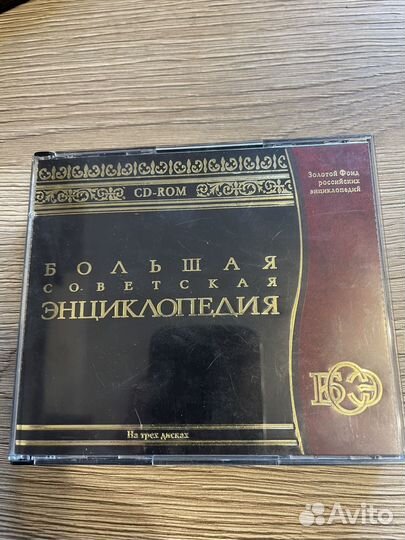 CD-ROM
Золотой Фонд
российских
энциклопедий
БОЛЬШАЯ
СОВЕТСКАЯ
ЭНЦИКЛОПЕДИЯ
БСЭ
На трех дисках
Avito